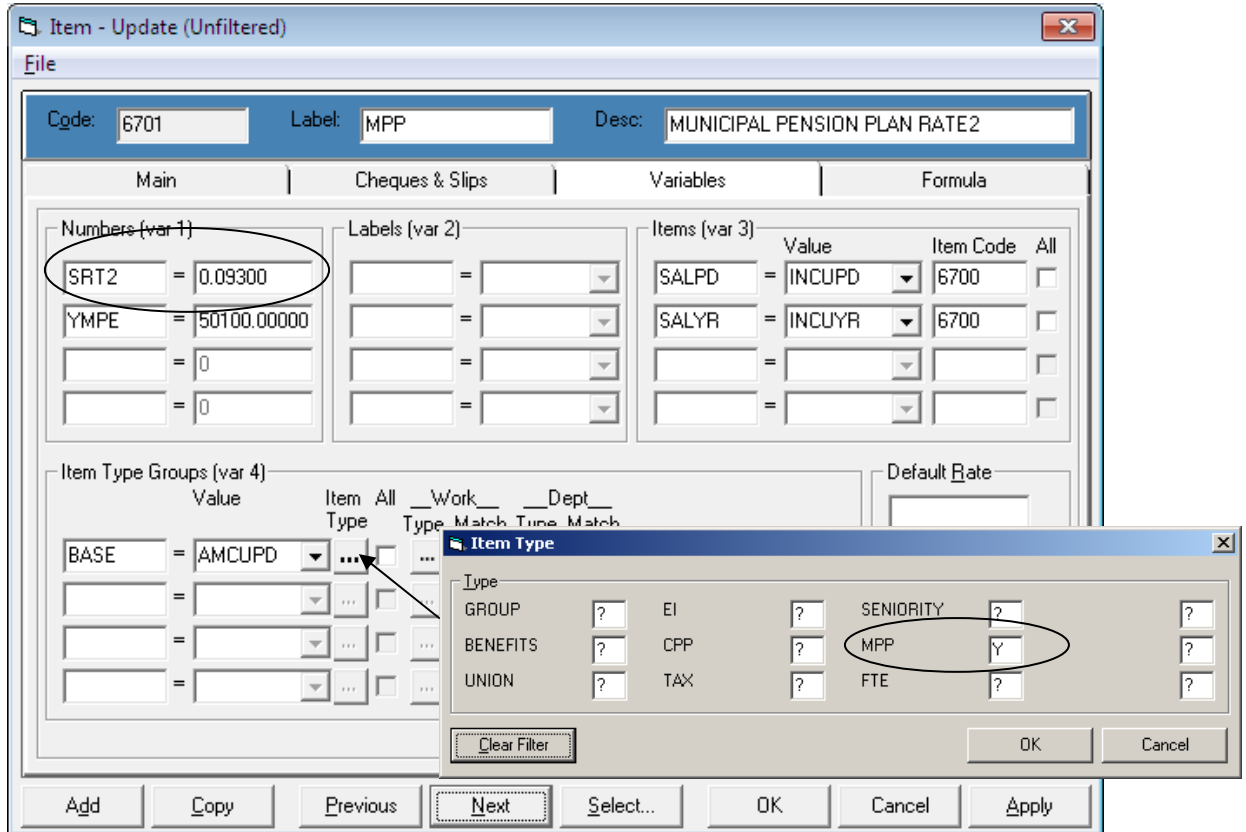 Item - Update (Unfiltered)
File
Code: 6701 Label: MPP Desc: MUNICIPAL PENSION PLAN RATE2
Main Cheques & Slips Variables Formula
Numbers (var 1) Labels (var 2) Items (var 3)
Value Item Code All
SRT2 = 0.09300 = SALPD = INCUPD 6700
YMPE = 50100.00000 = SALYR = INCUYR 6700
= 0 = =
= 0 = =
Item Type Groups (var 4) Default Rate
Value Item Type All __Work__ __Dept__
Type Match Type Match
BASE = AMCUPD ... ...
= ... ...
= ... ...
= ... ...
Item Type
Type
GROUP ? EI ? SENIORITY ? ?
BENEFITS ? CPP ? MPP Y ?
UNION ? TAX ? FTE ? ?
Clear Filter OK Cancel
Add Copy Previous Next Select... OK Cancel Apply